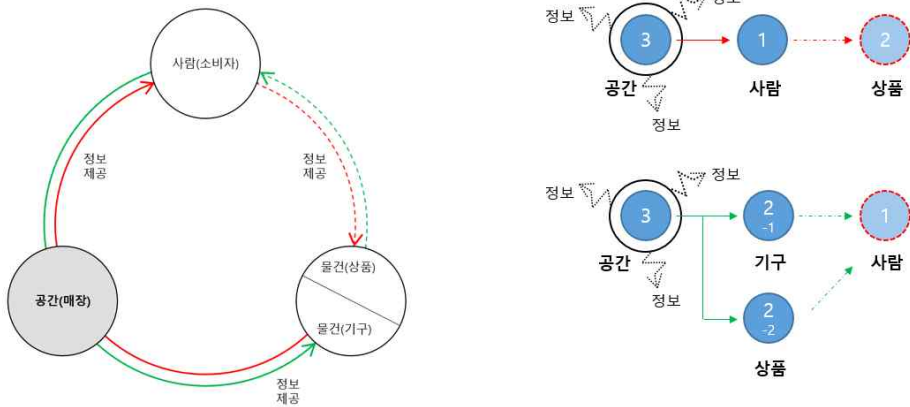 사람(소비자)
정보
제공
정보
제공
공간(매장)
물건(상품)
물건(기구)
정보
제공
정보
정보
3
1
2
공간
사람
상품
정보
정보
정보
3
2
-1
1
공간
기구
사람
정보
2
-2
상품